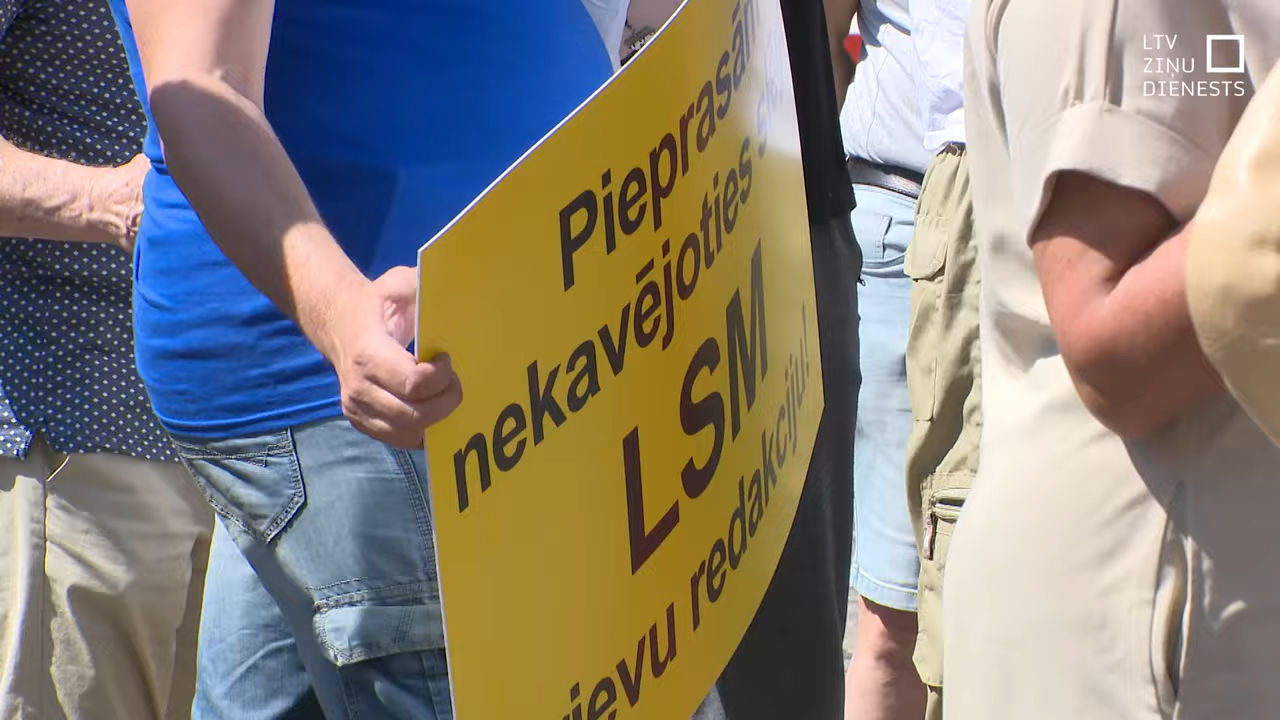 Pieprasām
nekavējoties
LSM
redakciju!
LTV
ZIŅU
DIENESTS